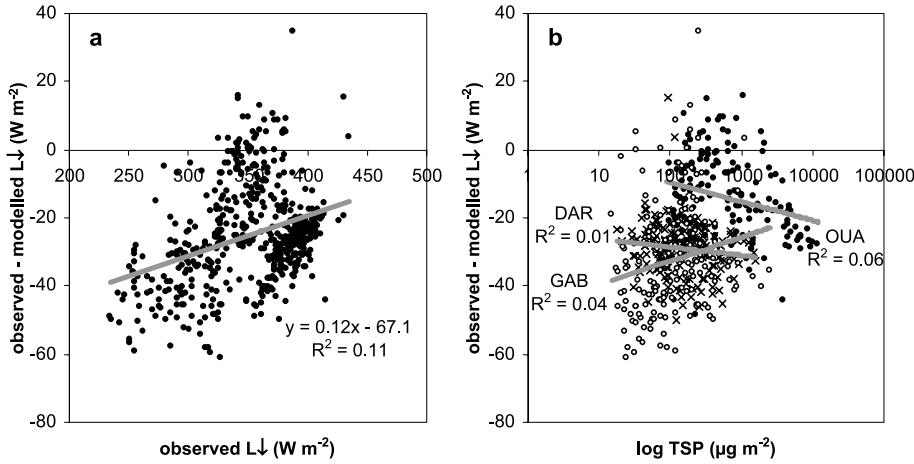 40
a
20
0
200 250 300 350 400 450 500
-20
-40
y = 0.12x - 67.1
R² = 0.11
-60
-80
observed - modelled L↓ (W m⁻²)
observed L↓ (W m⁻²)
40
b
20
0
1 10 100 1000 10000 100000
-20
DAR
R² = 0.01
OUA
R² = 0.06
GAB
R² = 0.04
-40
-60
-80
observed - modelled L↓ (W m⁻²)
log TSP (µg m⁻²)